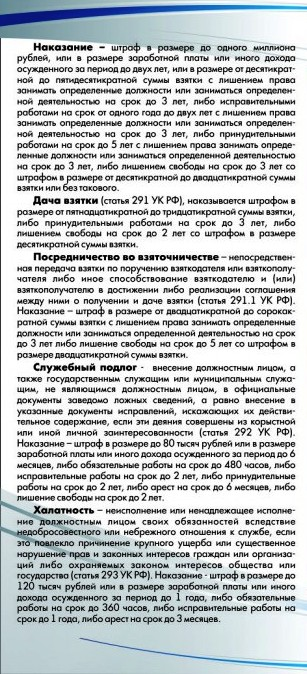 Наказание – штраф в размере до одного миллиона
рублей, или в размере заработной платы или иного дохода
осужденного за период до двух лет, или в размере от десятикрат-
ной до пятидесятикратной суммы взятки с лишением права
занимать определенные должности или заниматься определен-
ной деятельностью на срок до 3 лет, либо исправительными
работами на срок от одного года до двух лет с лишением права
занимать определенные должности или заниматься определен-
ной деятельностью на срок до 3 лет, либо принудительными
работами на срок до 5 лет с лишением права занимать опреде-
ленные должности или заниматься определенной деятельностью
на срок до 3 лет, либо лишением свободы на срок до 3 лет со
штрафом в размере от десятикратной до двадцатикратной суммы
взятки или без такового.
Дача взятки (статья 291 УК РФ), наказывается штрафом в
размере от пятнадцатикратной до тридцатикратной суммы взятки,
либо принудительными работами на срок до 3 лет, либо
лишением свободы на срок до 2 лет со штрафом в размере
десятикратной суммы взятки.
Посредничество во взяточничестве – непосредствен-
ная передача взятки по поручению взяткодателя или взяткополу-
чателя либо иное способствование взяткодателю и (или)
взяткополучателю в достижении либо реализации соглашения
между ними о получении и даче взятки (статья 291.1 УК РФ).
Наказание – штраф в размере от двадцатикратной до сорокак-
ратной суммы взятки с лишением права занимать определенные
должности или заниматься определенной деятельностью на срок
до 3 лет либо лишение свободы на срок до 5 лет со штрафом в
размере двадцатикратной суммы взятки.
Служебный подлог - внесение должностным лицом, а
также государственным служащим или муниципальным служа-
щим, не являющимся должностным лицом, в официальные
документы заведомо ложных сведений, а равно внесение в
указанные документы исправлений, искажающих их действи-
тельное содержание, если эти деяния совершены из корыстной
или иной личной заинтересованности (статья 292 УК РФ).
Наказание – штраф в размере до 80 тысяч рублей или в размере
заработной платы или иного дохода осужденного за период до 6
месяцев, либо обязательные работы на срок до 480 часов, либо
исправительные работы на срок до 2 лет, либо принудительные
работы на срок до 2 лет, либо арест на срок до 6 месяцев, либо
лишение свободы на срок до 2 лет.
Халатность – неисполнение или ненадлежащее исполне-
ние должностным лицом своих обязанностей вследствие
недобросовестного или небрежного отношения к службе, если
это повлекло причинение крупного ущерба или существенное
нарушение прав и законных интересов граждан или организа-
ций либо охраняемых законом интересов общества или
государства (статья 293 УК РФ). Наказание - штраф в размере до
120 тысяч рублей или в размере заработной платы или иного
дохода осужденного за период до 1 года, либо обязательные
работы на срок до 360 часов, либо исправительные работы на
срок до 1 года, либо арест на срок до 3 месяцев.